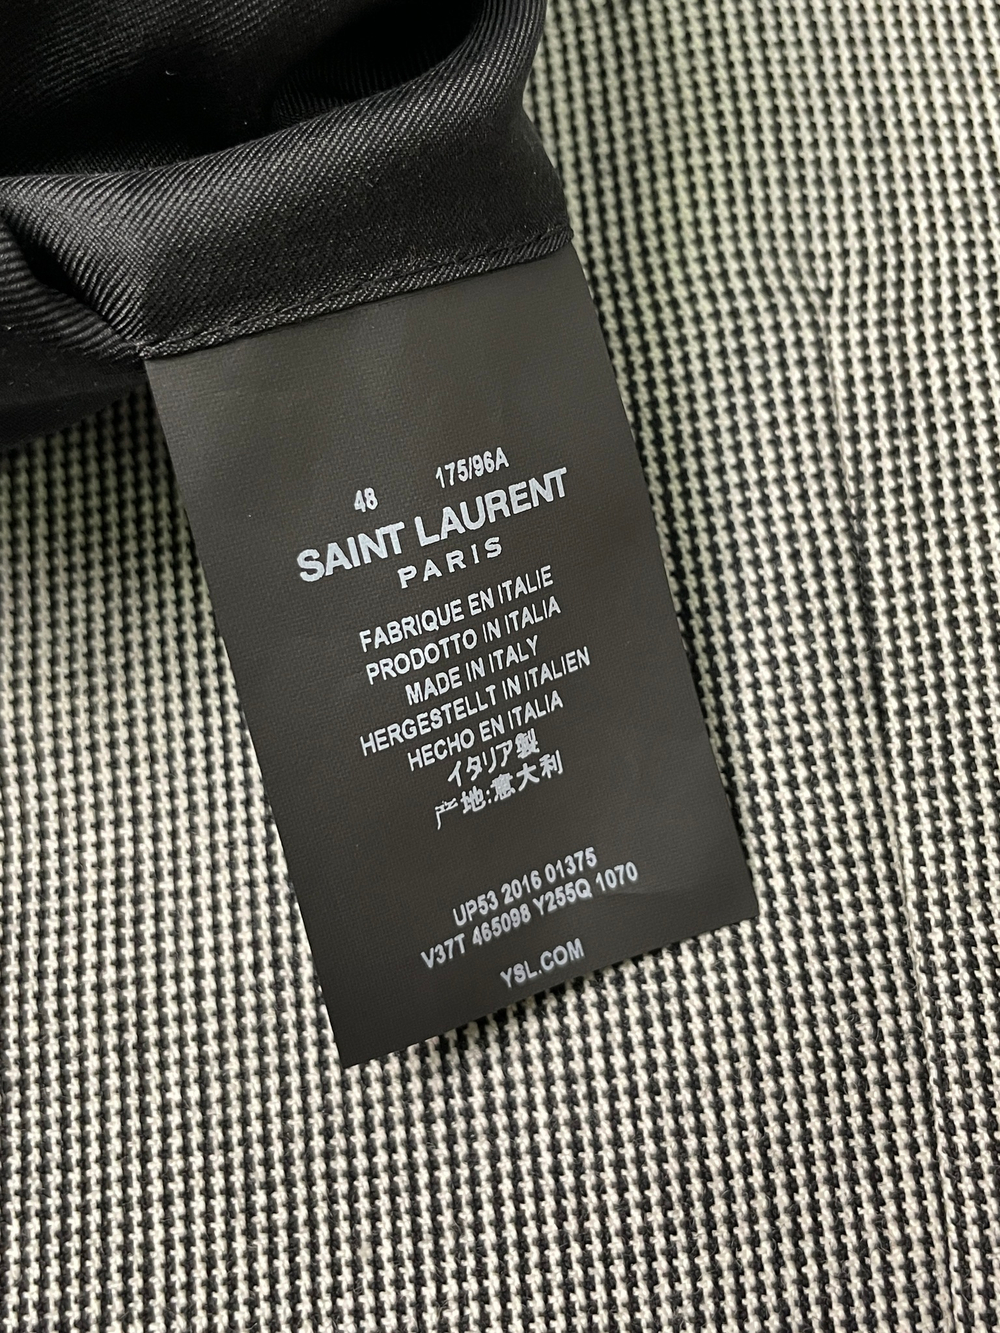 48 175/96A
SAINT LAURENT
PARIS
FABRIQUE EN ITALIE
PRODOTTO IN ITALIA
MADE IN ITALY
HERGESTELLT IN ITALIEN
HECHO EN ITALIA
イタリア製
产地:意大利
UP53 2016 01375
V37T 465098 Y255Q 1070
YSL.COM